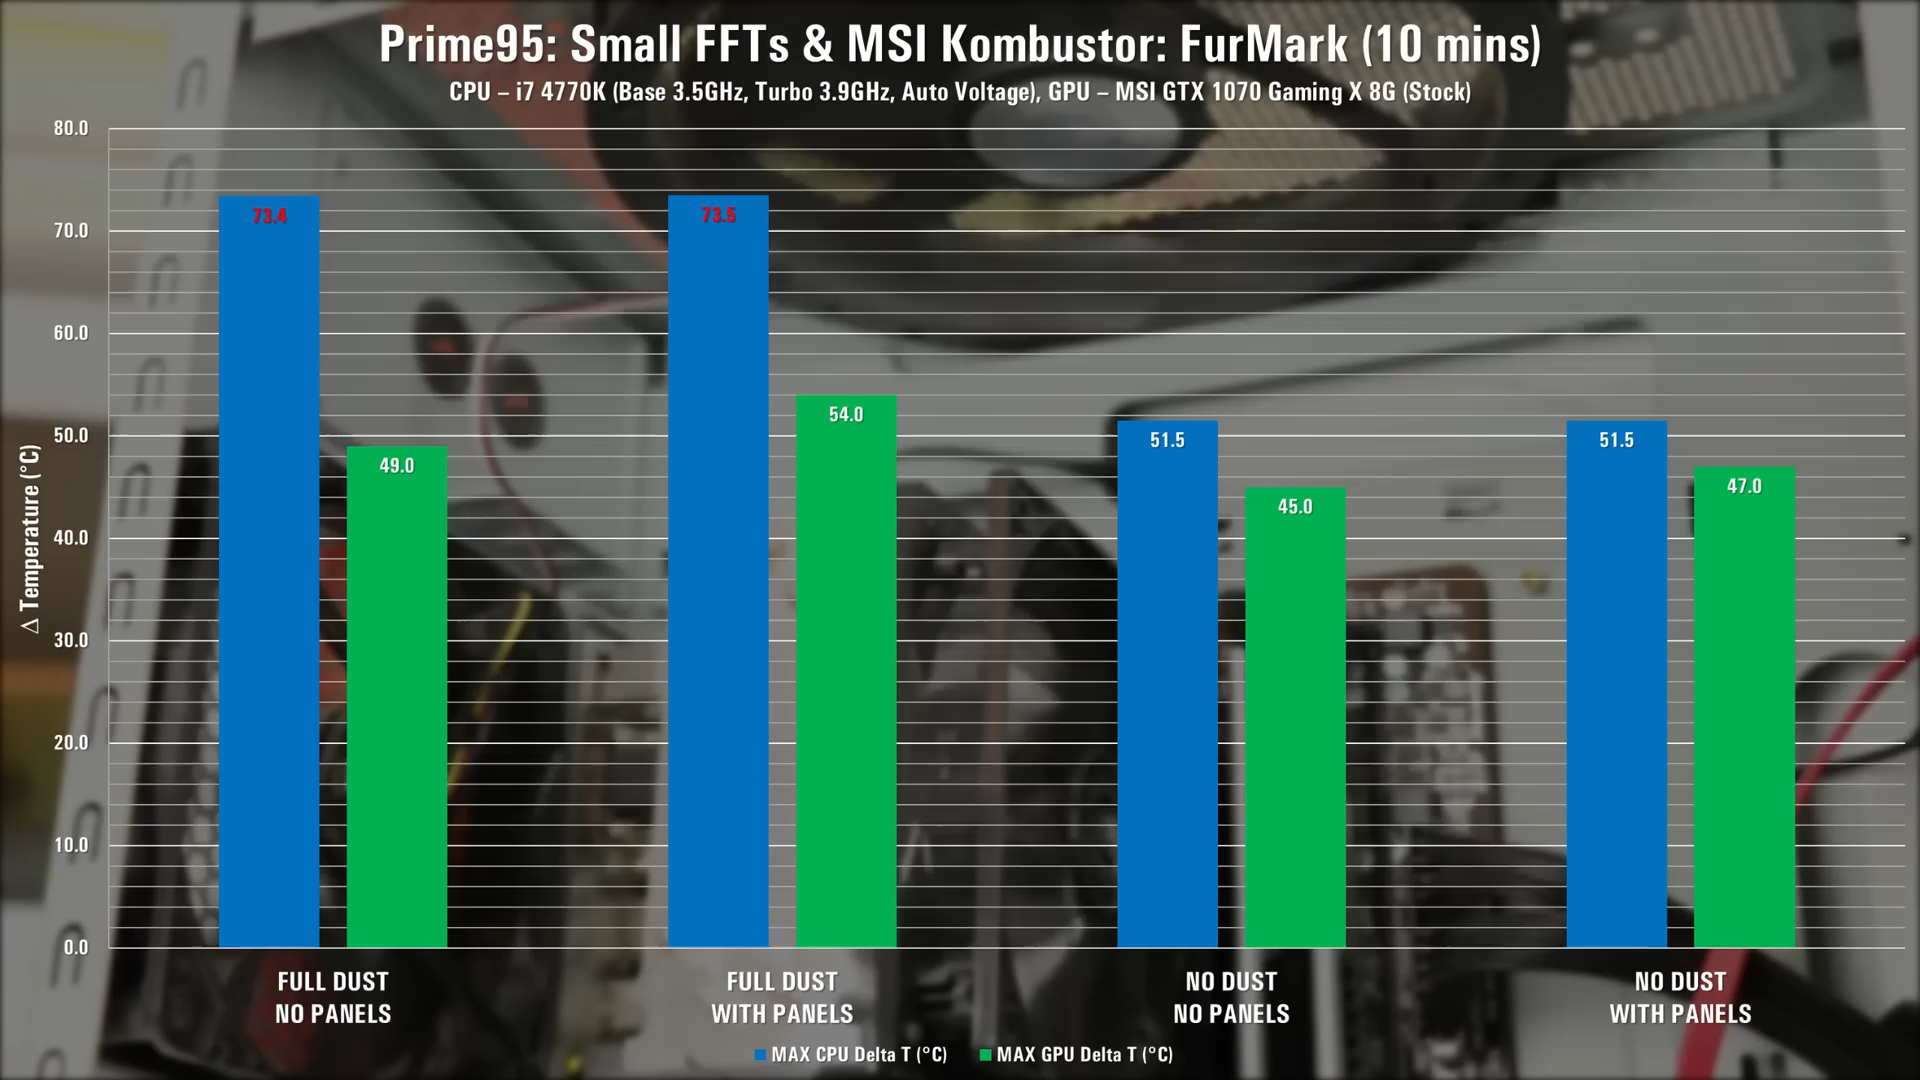 Prime95: Small FFTs & MSI Kombustor: FurMark (10 mins)
CPU – i7 4770K (Base 3.5GHz, Turbo 3.9GHz, Auto Voltage), GPU – MSI GTX 1070 Gaming X 8G (Stock)
Δ Temperature (°C)
80.0
70.0
60.0
50.0
40.0
30.0
20.0
10.0
0.0
73.4
49.0
73.5
54.0
51.5
45.0
51.5
47.0
FULL DUST
NO PANELS
FULL DUST
WITH PANELS
NO DUST
NO PANELS
NO DUST
WITH PANELS
MAX CPU Delta T (°C)
MAX GPU Delta T (°C)